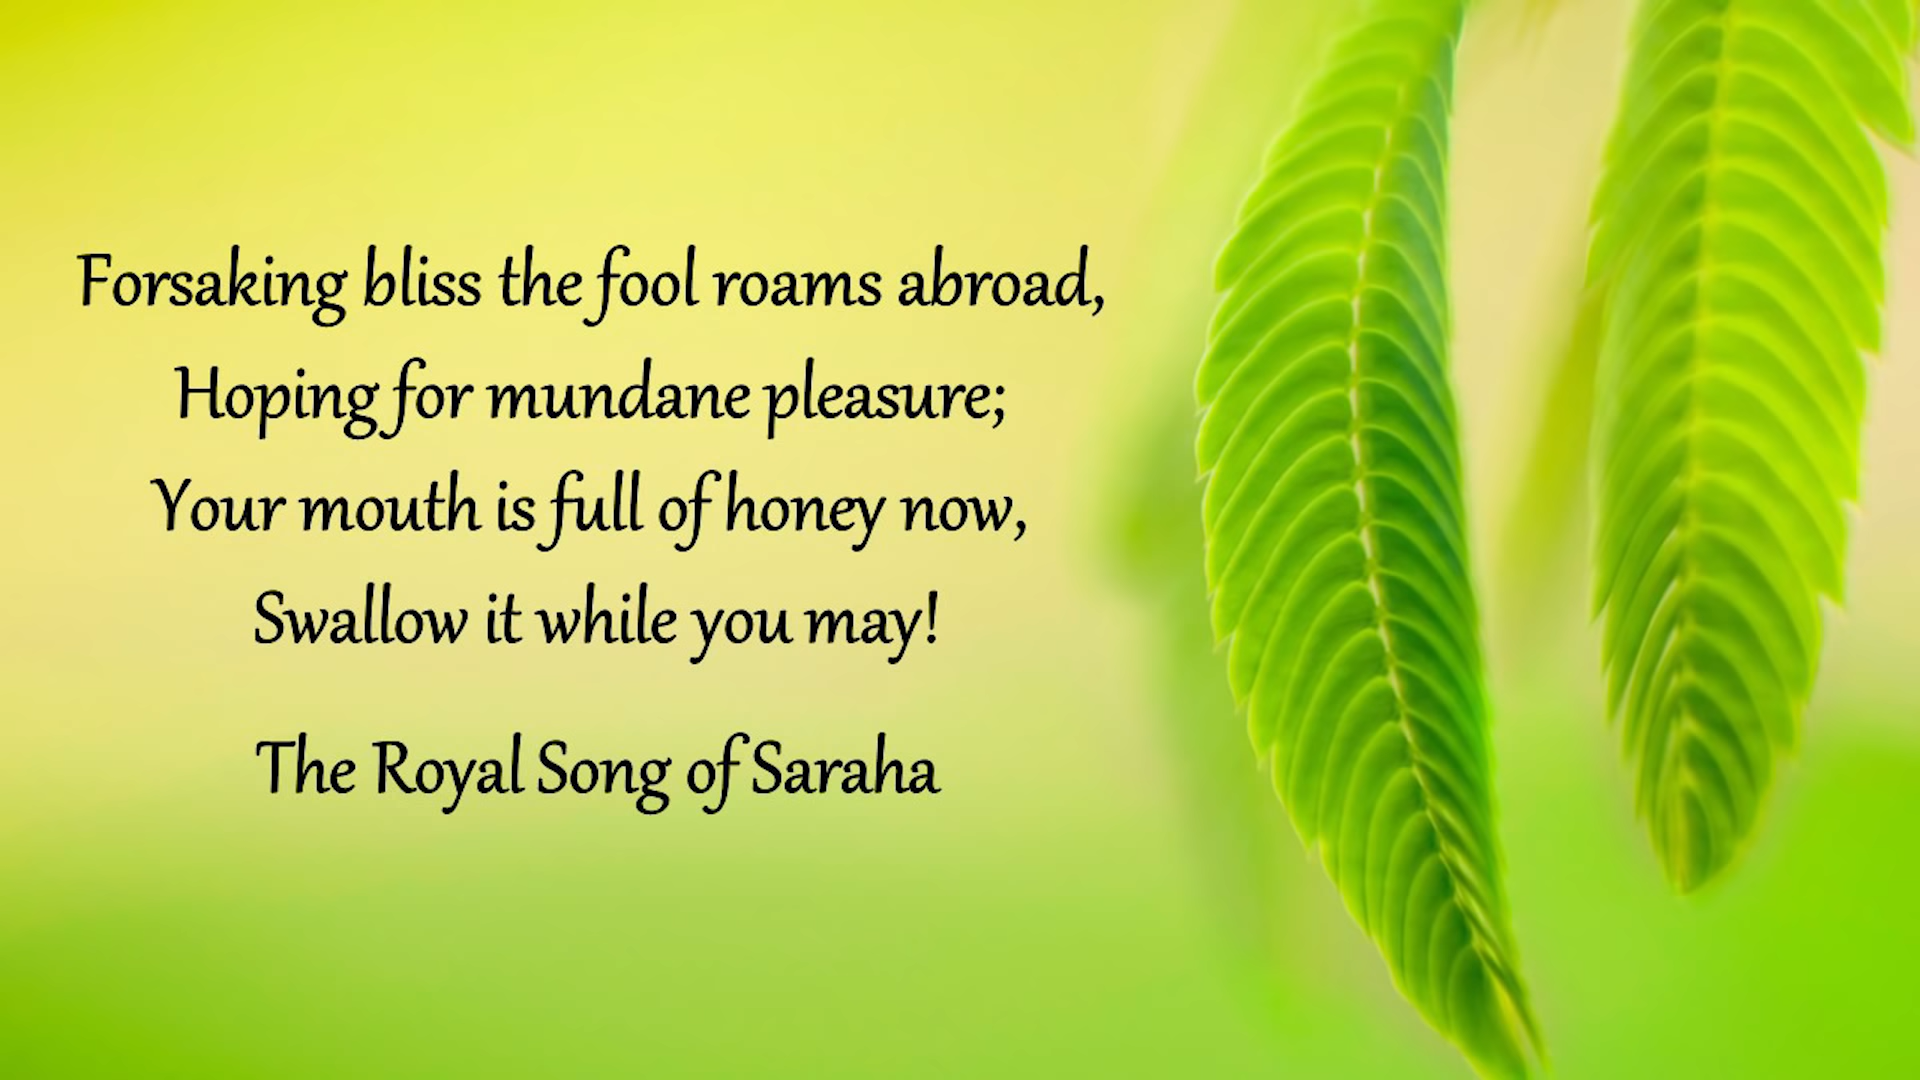 Forsaking bliss the fool roams abroad,
Hoping for mundane pleasure;
Your mouth is full of honey now,
Swallow it while you may!
The Royal Song of Saraha